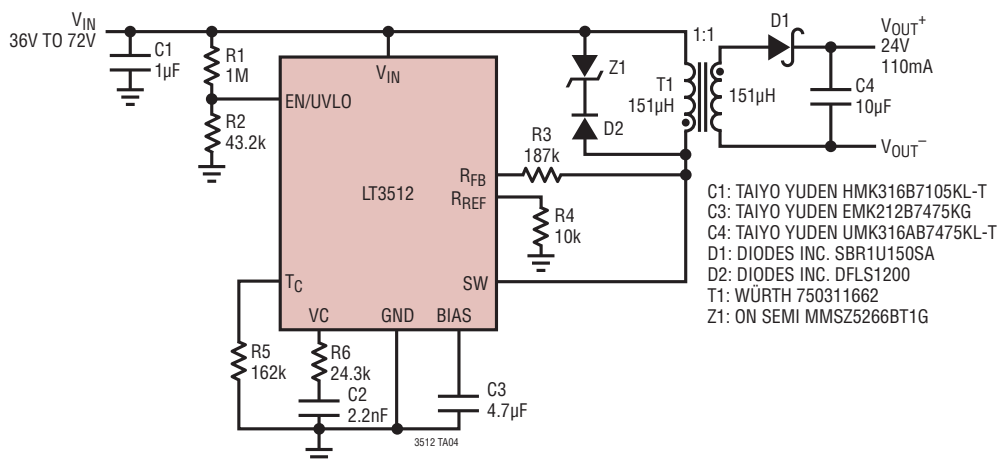 V_IN
36V TO 72V
C1
1µF
R1
1M
R2
43.2k
V_IN
EN/UVLO
LT3512
R_FB
R_REF
SW
T_C
VC
GND
BIAS
R3
187k
R4
10k
R5
162k
R6
24.3k
C2
2.2nF
C3
4.7µF
3512 TA04
Z1
D2
T1
151µH
1:1
151µH
D1
C4
10µF
V_OUT^+
24V
110mA
V_OUT^–
C1: TAIYO YUDEN HMK316B7105KL-T
C3: TAIYO YUDEN EMK212B7475KG
C4: TAIYO YUDEN UMK316AB7475KL-T
D1: DIODES INC. SBR1U150SA
D2: DIODES INC. DFLS1200
T1: WÜRTH 750311662
Z1: ON SEMI MMSZ5266BT1G